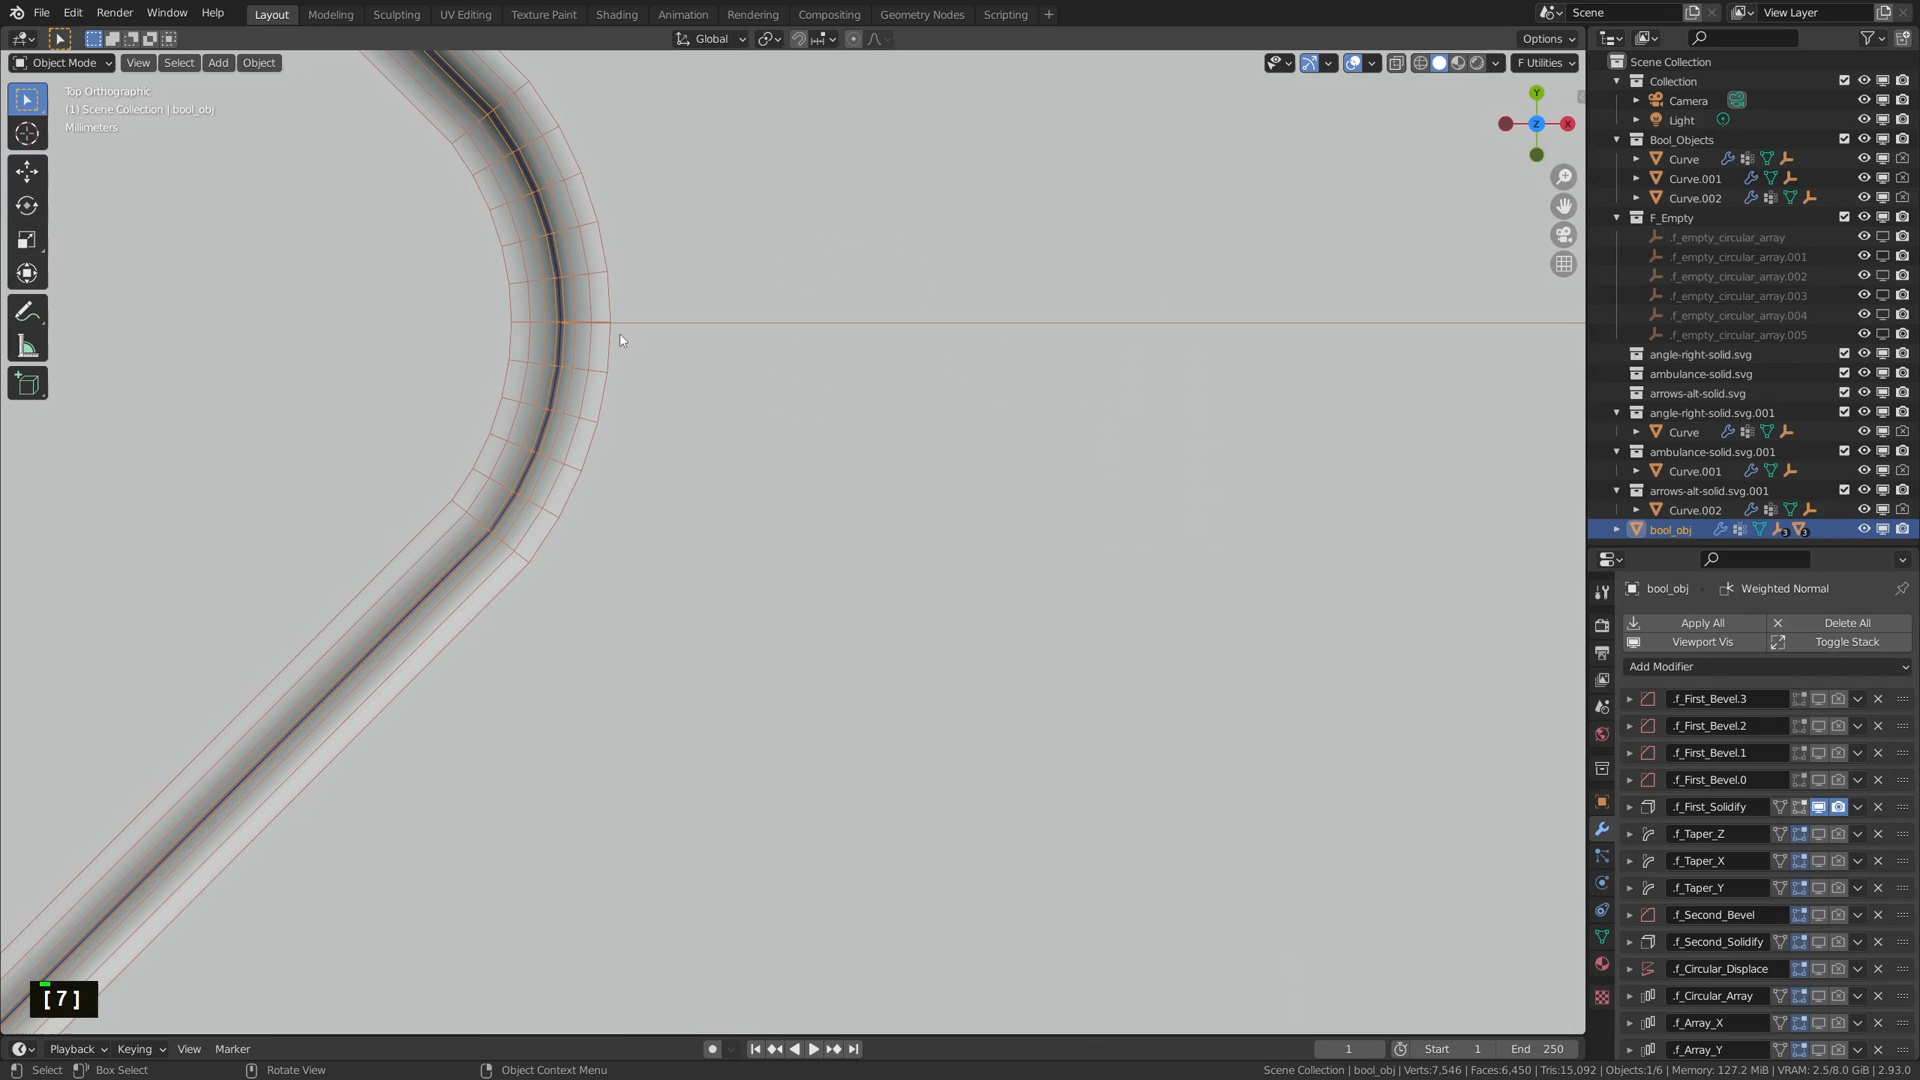 File Edit Render Window Help Layout Modeling Sculpting UV Editing Texture Paint Shading Animation Rendering Compositing Geometry Nodes Scripting + Scene View Layer
Global Options
Object Mode View Select Add Object F Utilities
Top Orthographic
(1) Scene Collection | bool_obj
Millimeters
Y
Z
X
[ 7 ]
Scene Collection
Collection
Camera
Light
Bool_Objects
Curve
Curve.001
Curve.002
F_Empty
.f_empty_circular_array
.f_empty_circular_array.001
.f_empty_circular_array.002
.f_empty_circular_array.003
.f_empty_circular_array.004
.f_empty_circular_array.005
angle-right-solid.svg
ambulance-solid.svg
arrows-alt-solid.svg
angle-right-solid.svg.001
Curve
ambulance-solid.svg.001
Curve.001
arrows-alt-solid.svg.001
Curve.002
bool_obj 3 3
bool_obj Weighted Normal
Apply All Delete All
Viewport Vis Toggle Stack
Add Modifier
.f_First_Bevel.3
.f_First_Bevel.2
.f_First_Bevel.1
.f_First_Bevel.0
.f_First_Solidify
.f_Taper_Z
.f_Taper_X
.f_Taper_Y
.f_Second_Bevel
.f_Second_Solidify
.f_Circular_Displace
.f_Circular_Array
.f_Array_X
.f_Array_Y
Playback Keying View Marker 1 Start 1 End 250
Select Box Select Rotate View Object Context Menu Scene Collection | bool_obj | Verts:7,546 | Faces:6,450 | Tris:15,092 | Objects:1/6 | Memory: 127.2 MiB | VRAM: 2.5/8.0 GiB | 2.93.0